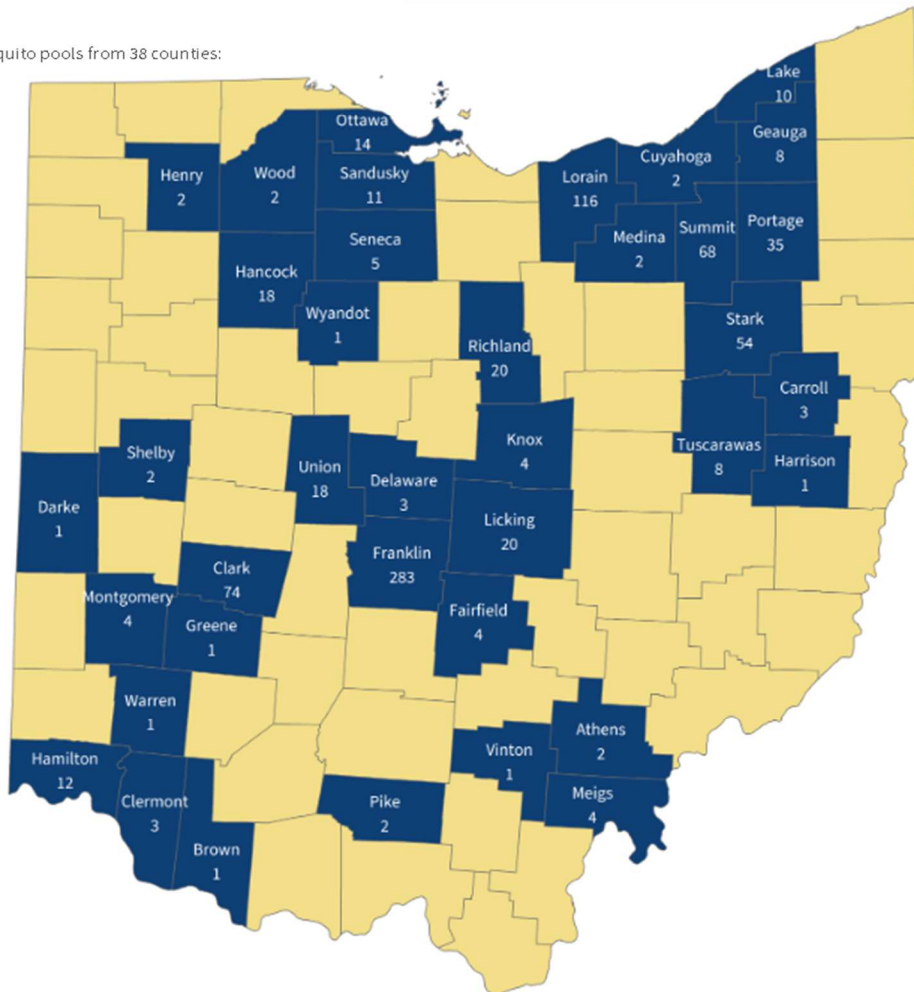 quito pools from 38 counties:
Lake
10
Ottawa
14
Geauga
8
Cuyahoga
2
Henry
2
Wood
2
Sandusky
11
Lorain
116
Portage
35
Summit
68
Medina
2
Seneca
5
Hancock
18
Wyandot
1
Stark
54
Richland
20
Carroll
3
Knox
4
Tuscarawas
8
Shelby
2
Union
18
Harrison
1
Delaware
3
Darke
1
Licking
20
Franklin
283
Clark
74
Montgomery
4
Fairfield
4
Greene
1
Warren
1
Athens
2
Vinton
1
Hamilton
12
Meigs
4
Clermont
3
Pike
2
Brown
1